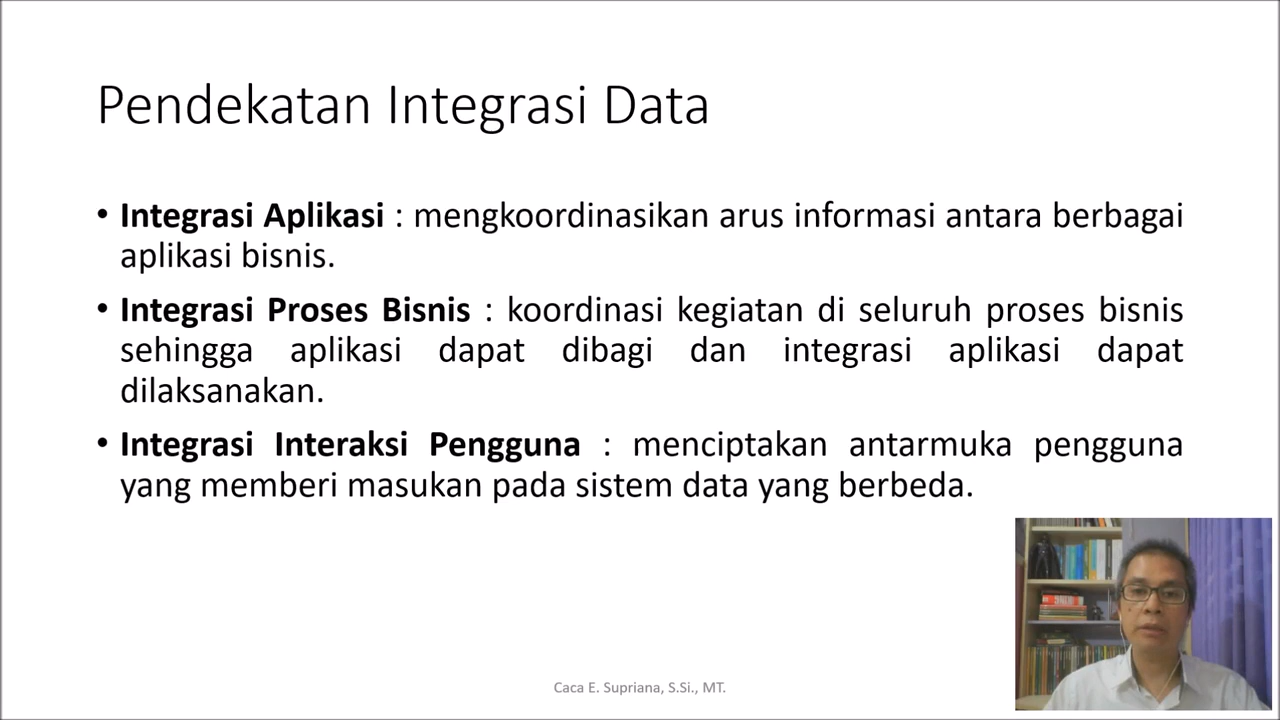 Pendekatan Integrasi Data
• Integrasi Aplikasi : mengkoordinasikan arus informasi antara berbagai
aplikasi bisnis.
• Integrasi Proses Bisnis : koordinasi kegiatan di seluruh proses bisnis
sehingga aplikasi dapat dibagi dan integrasi aplikasi dapat
dilaksanakan.
• Integrasi Interaksi Pengguna : menciptakan antarmuka pengguna
yang memberi masukan pada sistem data yang berbeda.
Caca E. Supriana, S.Si., MT.